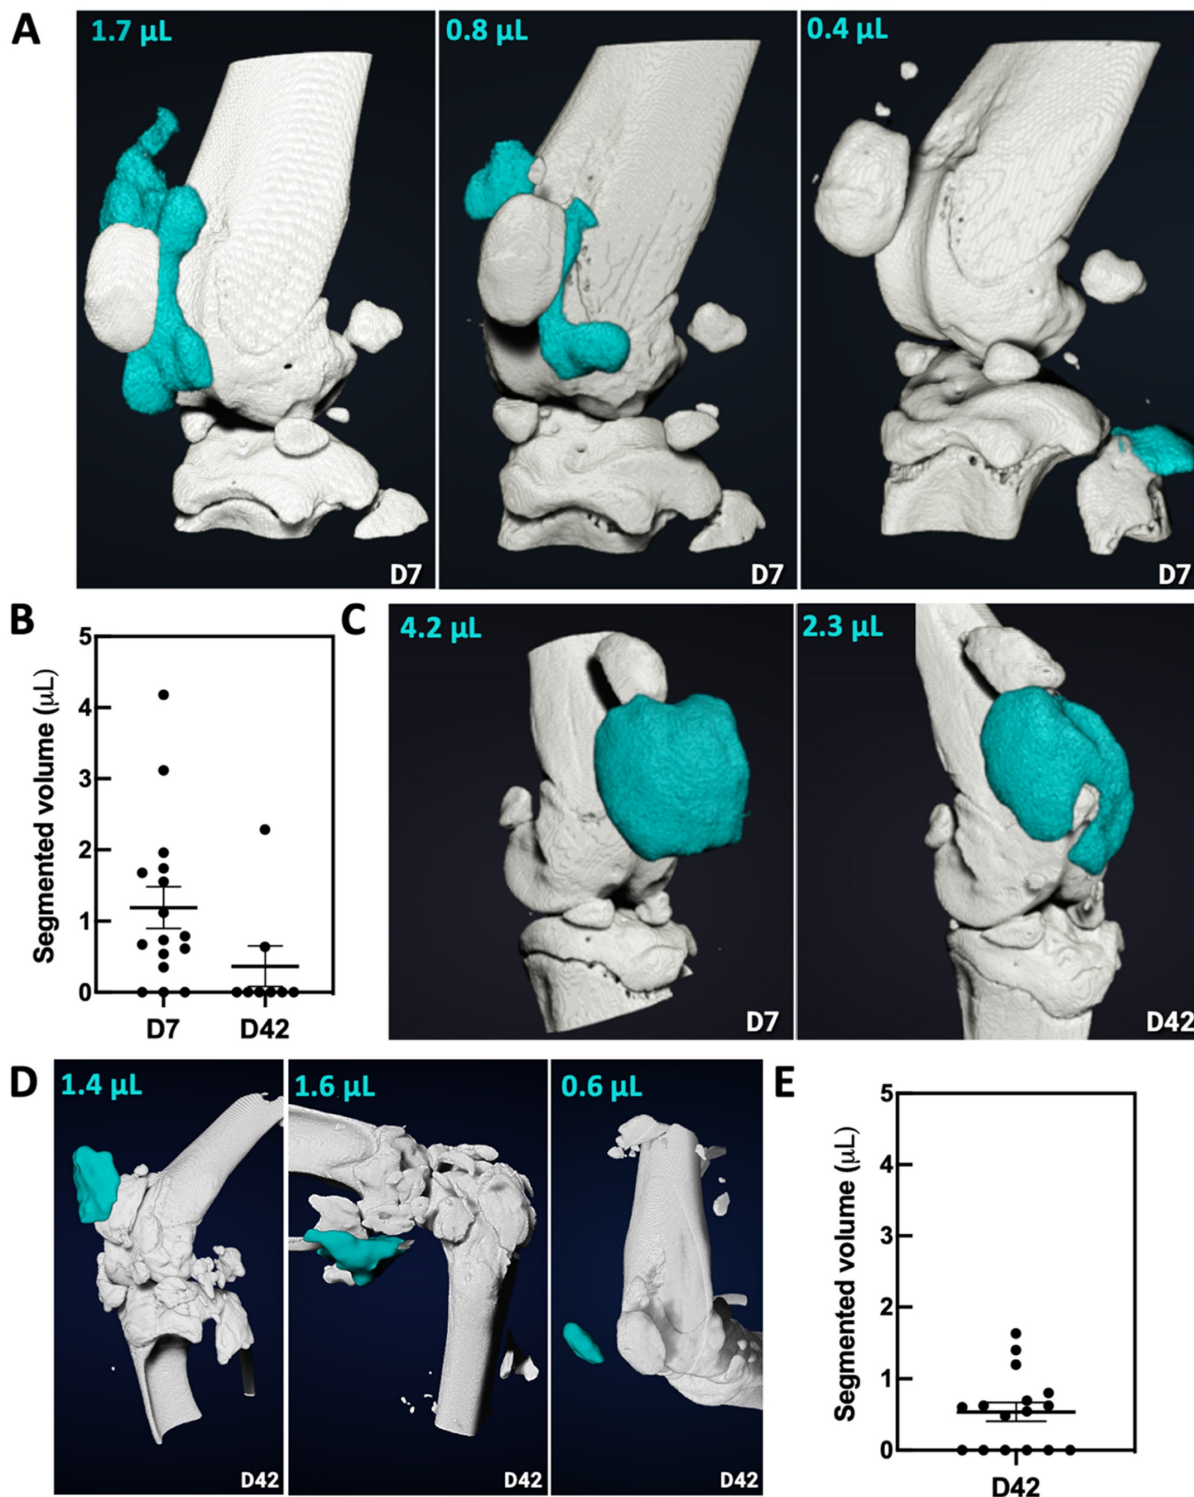 A
1.7 µL
0.8 µL
0.4 µL
D7
D7
D7
B
Segmented volume (µL)
5
4
3
2
1
0
D7
D42
C
4.2 µL
2.3 µL
D7
D42
D
1.4 µL
1.6 µL
0.6 µL
D42
D42
D42
E
Segmented volume (µL)
5
4
3
2
1
0
D42